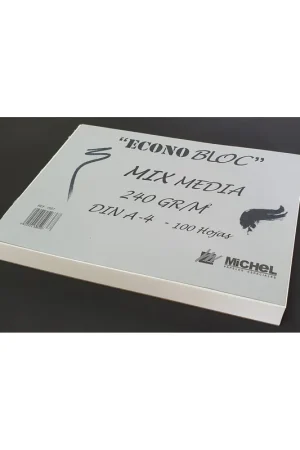 "ECONO BLOC"
MIX MEDIA
240 GR/M
DIN A-4 - 100 Hojas
MiCHEL